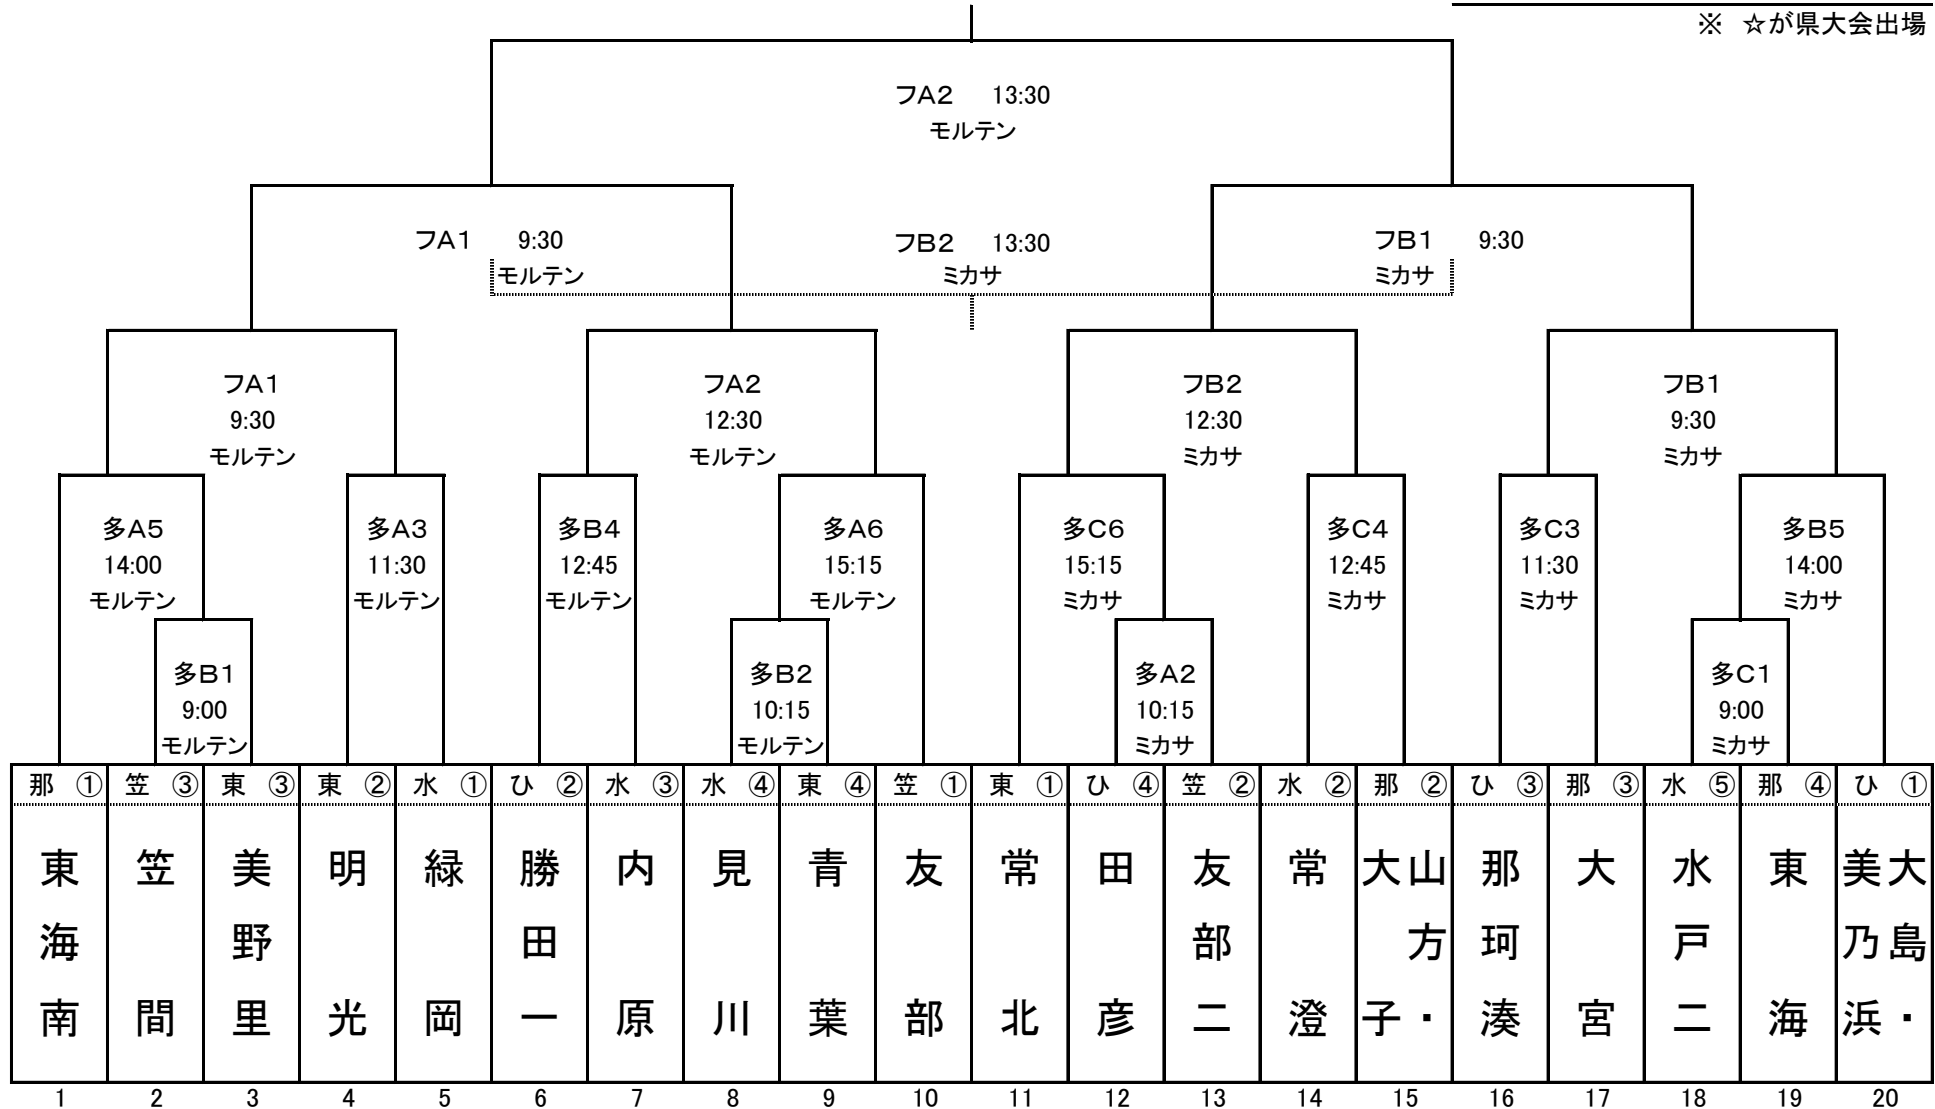 ※ ☆が県大会出場
フA2 13:30
モルテン
フA1 9:30
モルテン
フB2 13:30
ミカサ
フB1 9:30
ミカサ
フA1
9:30
モルテン
フA2
12:30
モルテン
フB2
12:30
ミカサ
フB1
9:30
ミカサ
多A5
14:00
モルテン
多A3
11:30
モルテン
多B4
12:45
モルテン
多A6
15:15
モルテン
多C6
15:15
ミカサ
多C4
12:45
ミカサ
多C3
11:30
ミカサ
多B5
14:00
ミカサ
多B1
9:00
モルテン
多B2
10:15
モルテン
多A2
10:15
ミカサ
多C1
9:00
ミカサ
那 ① 笠 ③ 東 ③ 東 ② 水 ① ひ ② 水 ③ 水 ④ 東 ④ 笠 ① 東 ① ひ ④ 笠 ② 水 ② 那 ② ひ ③ 那 ③ 水 ⑤ 那 ④ ひ ①
東海南
笠間
美野里
明光
緑岡
勝田一
内原
見川
青葉
友部
常北
田彦
友部二
常澄
山方・
大子
那珂湊
大宮
水戸二
東海
大島・
美乃浜
1 2 3 4 5 6 7 8 9 10 11 12 13 14 15 16 17 18 19 20